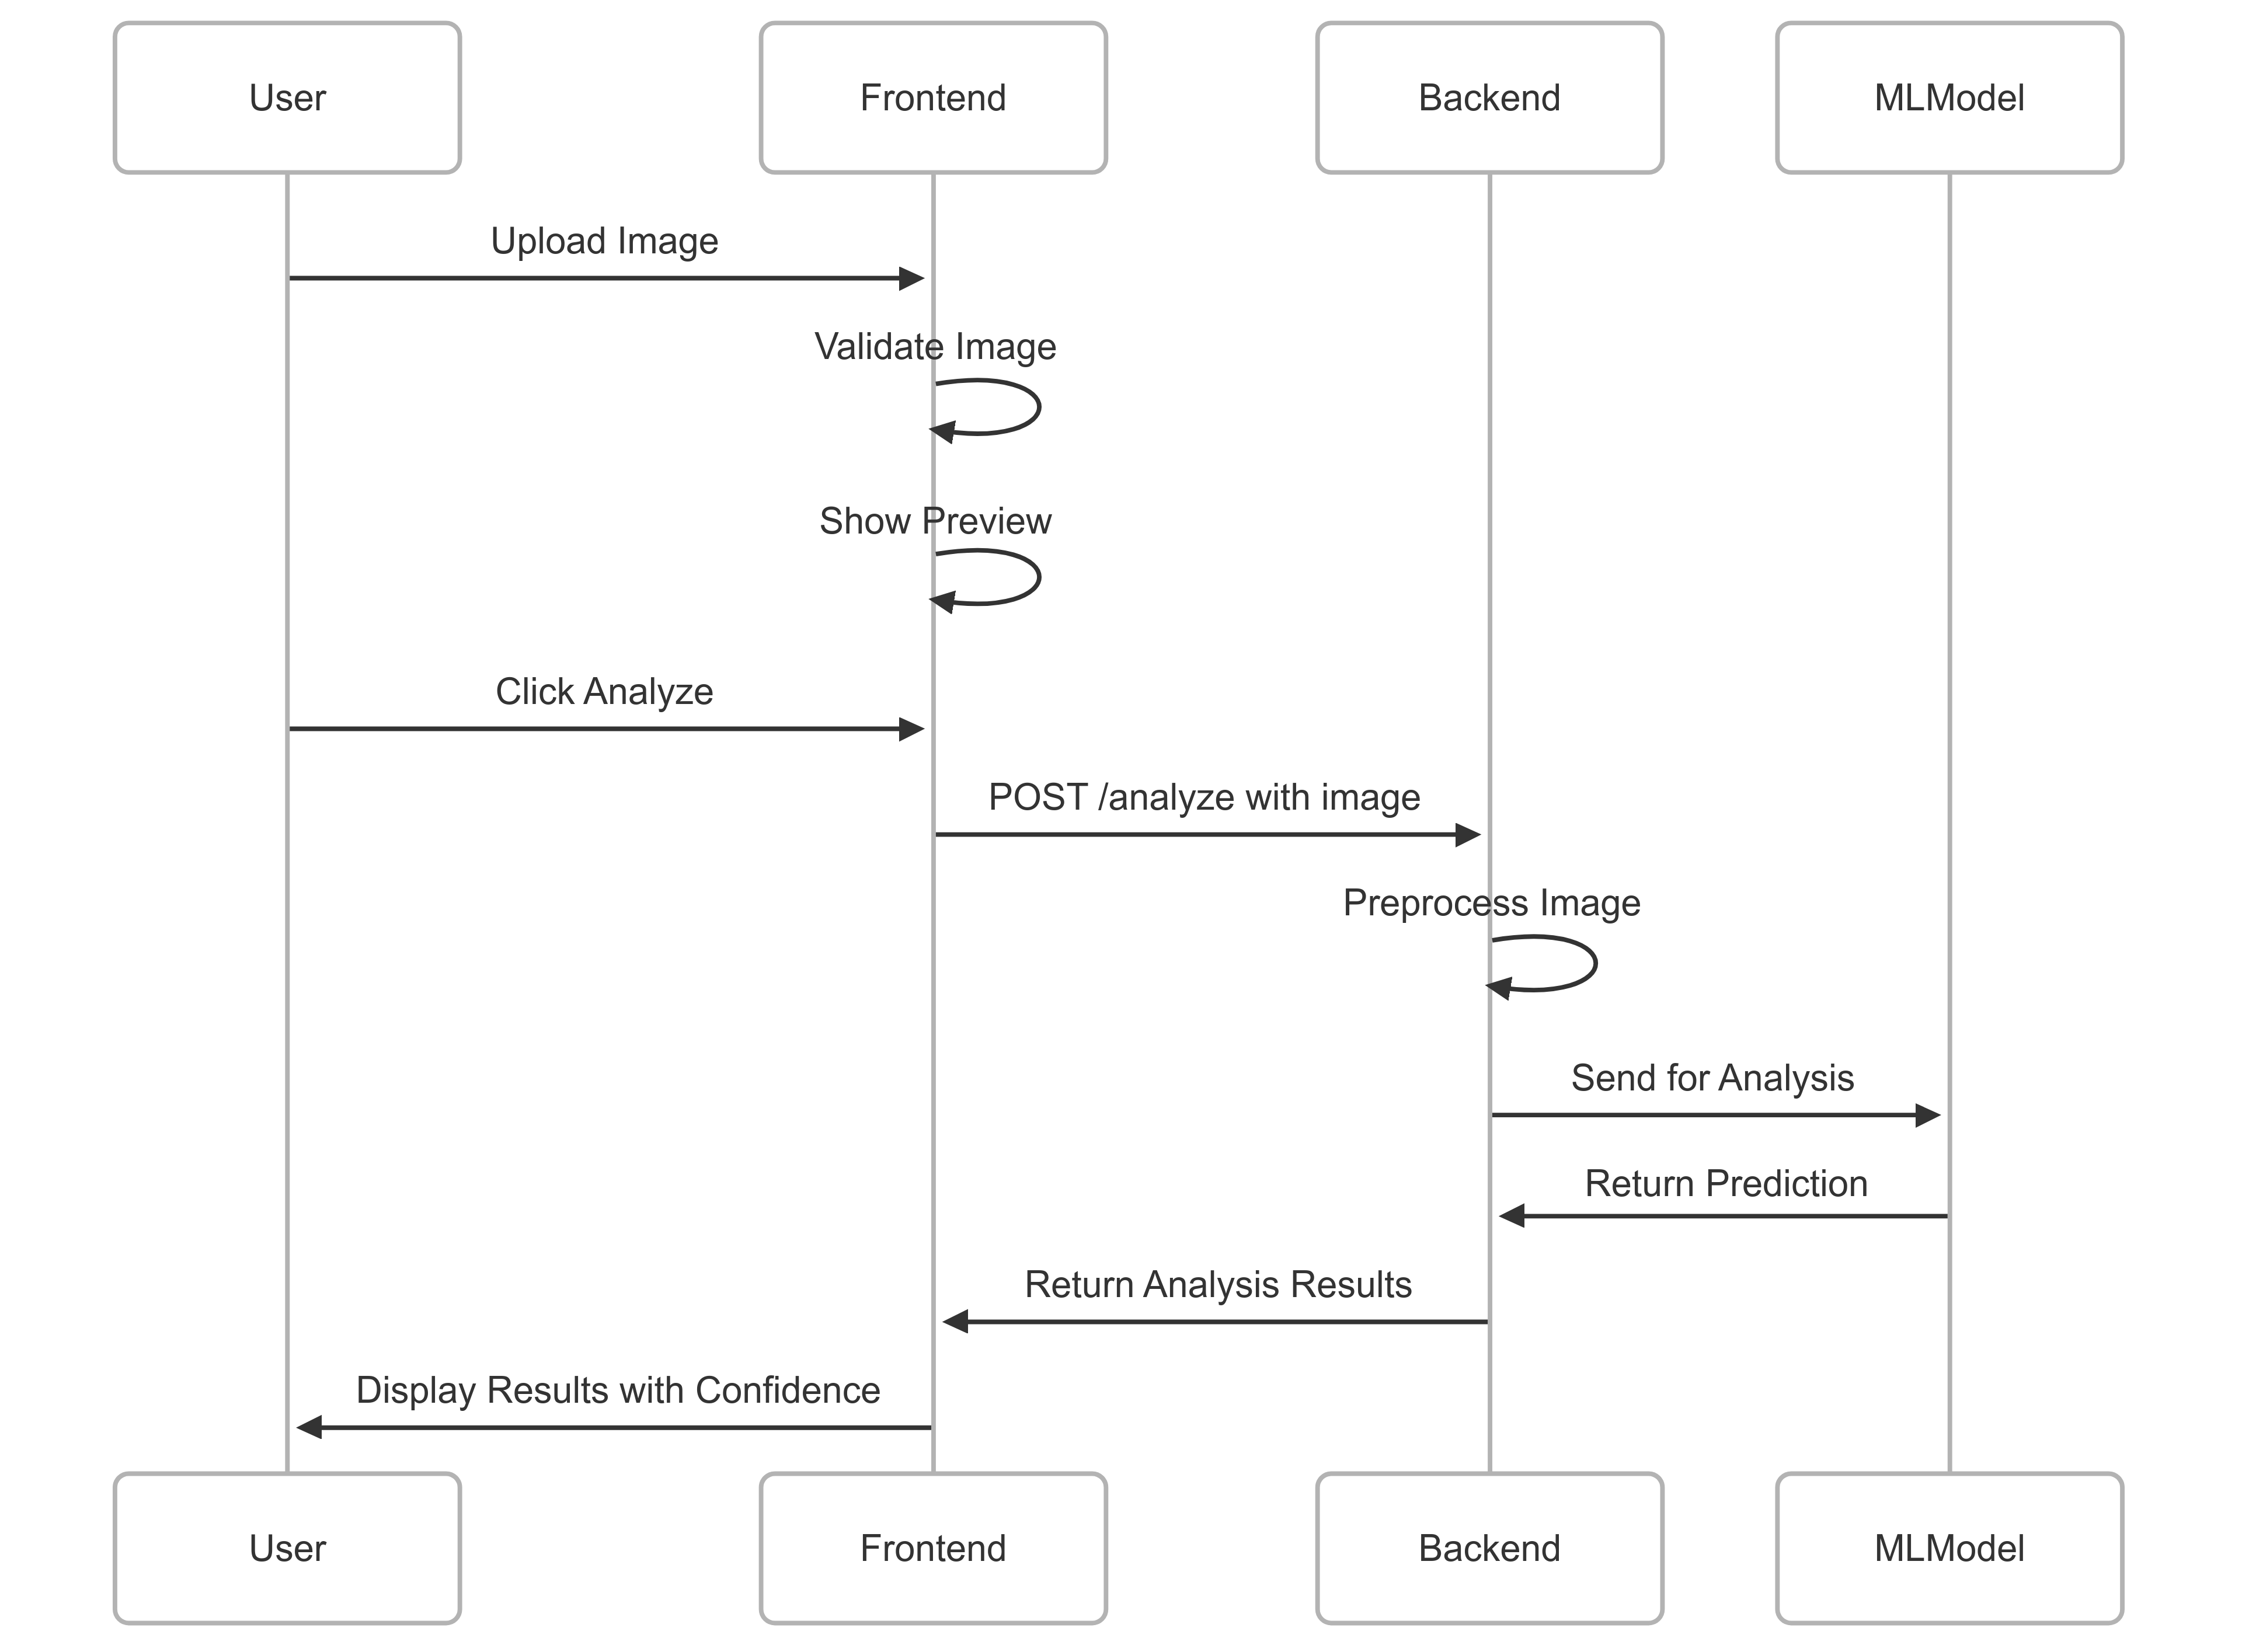 User
Frontend
Backend
MLModel
Upload Image
Validate Image
Show Preview
Click Analyze
POST /analyze with image
Preprocess Image
Send for Analysis
Return Prediction
Return Analysis Results
Display Results with Confidence
User
Frontend
Backend
MLModel